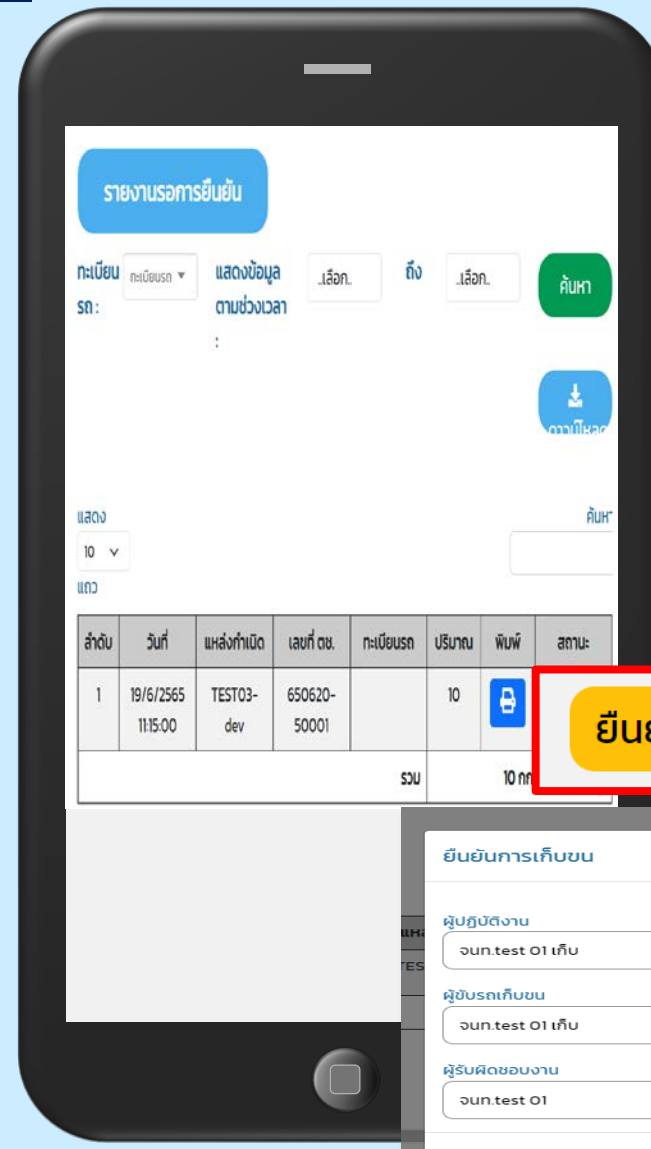 รายงานรอการยืนยัน
ทะเบียน รถ :
ทะเบียนรถ
แสดงข้อมูล
ตามช่วงเวลา
:
..เลือก..
ถึง
..เลือก..
ค้นหา
ดาวน์โหลด
แสดง
10
แถว
ลำดับ วันที่ แหล่งกำเนิด เลขที่ ตช. ทะเบียนรถ ปริมาณ พิมพ์ สถานะ
1 19/6/2565 TEST03- 650620- 10
11:15:00 dev 50001
รวม 10
ยืนยันการเก็บขน
ผู้ปฏิบัติงาน
จนท.test 01 เก็บ
ผู้ขับรถเก็บขน
จนท.test 01 เก็บ
ผู้รับผิดชอบงาน
จนท.test 01